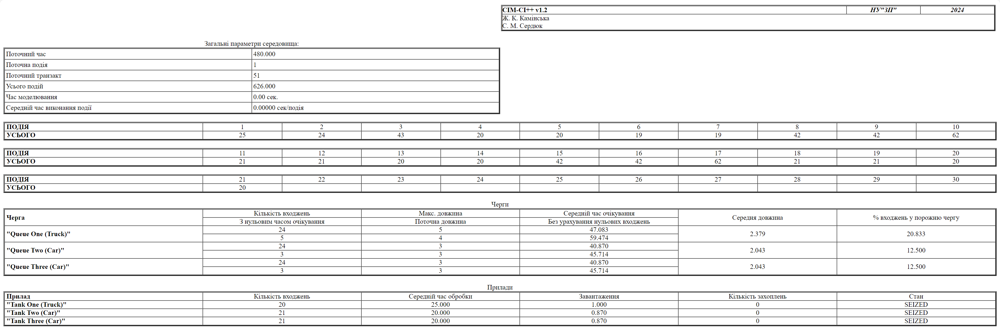 СІМ-СІ++ v1.2 НУ"ЗП" 2024
Ж. К. Камінська
С. М. Сердюк
Загальні параметри середовища:
Поточний час 480.000
Поточна подія 1
Поточний транзакт 51
Усього подій 626.000
Час моделювання 0.00 сек.
Середній час виконання події 0.00000 сек/подія
ПОДІЯ 1 2 3 4 5 6 7 8 9 10
УСЬОГО 25 24 43 20 20 19 19 42 42 62
ПОДІЯ 11 12 13 14 15 16 17 18 19 20
УСЬОГО 21 21 20 20 42 42 62 21 21 20
ПОДІЯ 21 22 23 24 25 26 27 28 29 30
УСЬОГО 20
Черги
Черга Кількість входжень Макс. довжина Середній час очікування Середня довжина % входжень у порожню чергу
З нульовим часом очікування Поточна довжина Без урахування нульових входжень
"Queue One (Truck)" 24 5 47.083 2.379 20.833
5 4 59.474
"Queue Two (Car)" 24 3 40.870 2.043 12.500
3 3 45.714
"Queue Three (Car)" 24 3 40.870 2.043 12.500
3 3 45.714
Прилади
Прилад Кількість входжень Середній час обробки Завантаження Кількість захоплень Стан
"Tank One (Truck)" 20 25.000 1.000 0 SEIZED
"Tank Two (Car)" 21 20.000 0.870 0 SEIZED
"Tank Three (Car)" 21 20.000 0.870 0 SEIZED